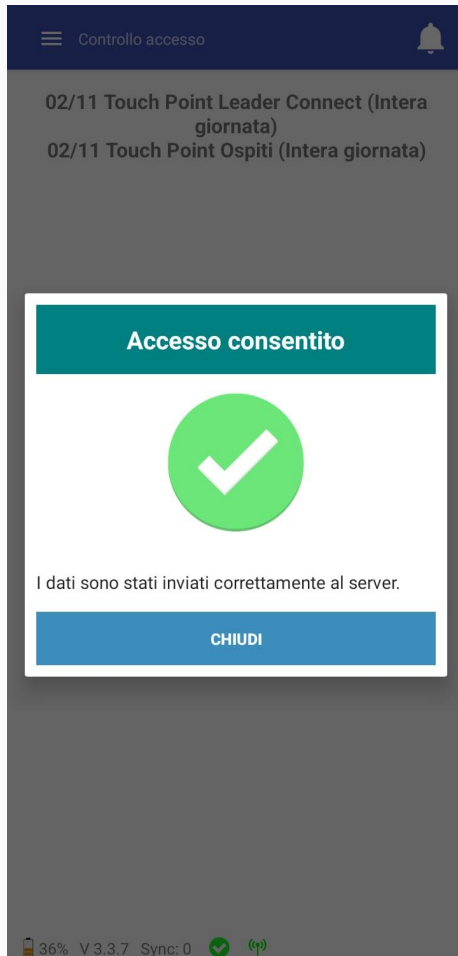 Controllo accesso
02/11 Touch Point Leader Connect (Intera
giornata)
02/11 Touch Point Ospiti (Intera giornata)
Accesso consentito
I dati sono stati inviati correttamente al server.
CHIUDI
36% V 3.3.7 Sync: 0